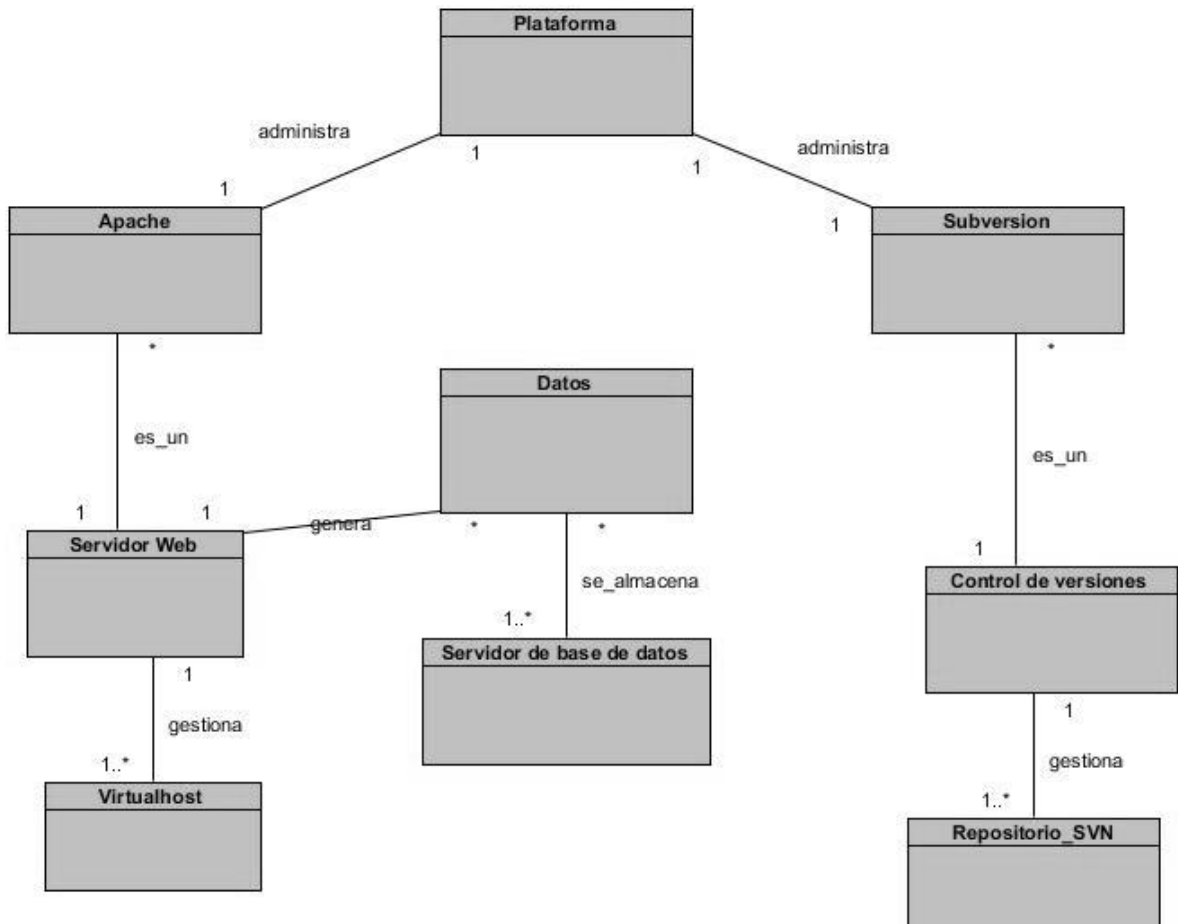 Plataforma
administra
1
1
administra
1
1
Apache
Subversion
*
*
Datos
es_un
es_un
1
1
genera
*
*
Servidor Web
1
se_almacena
Control de versiones
1..*
Servidor de base de datos
1
1
gestiona
gestiona
1..*
1..*
Virtualhost
Repositorio_SVN